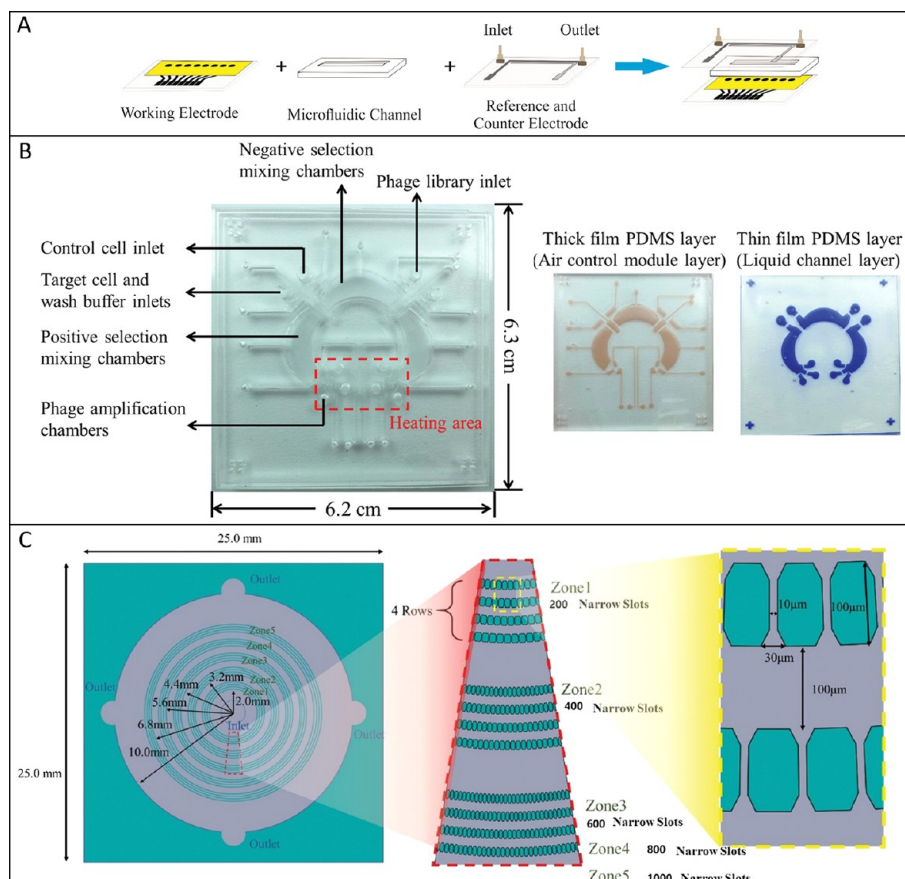 A
Inlet
Outlet
+
+
Working Electrode
Microfluidic Channel
Reference and
Counter Electrode
B
Negative selection
mixing chambers
Phage library inlet
Control cell inlet
Target cell and
wash buffer inlets
Positive selection
mixing chambers
Phage amplification
chambers
Heating area
6.3 cm
6.2 cm
Thick film PDMS layer
(Air control module layer)
Thin film PDMS layer
(Liquid channel layer)
C
25.0 mm
25.0 mm
Outlet
Outlet
Outlet
Outlet
Zone5
Zone4
Zone3
Zone2
Zone1
3.2mm
4.4mm
5.6mm
6.8mm
10.0mm
2.0mm
Inlet
4 Rows
Zone1
200 Narrow Slots
Zone2
400 Narrow Slots
Zone3
600 Narrow Slots
Zone4 800 Narrow Slots
Zone5 1000 Narrow Slots
10μm
100μm
30μm
100μm